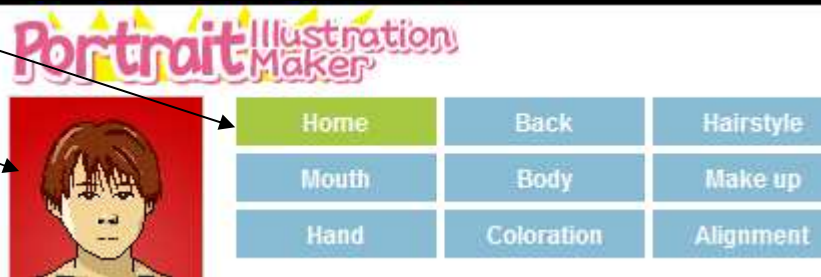 Portrait Illustration Maker
Home Back Hairstyle
Mouth Body Make up
Hand Coloration Alignment